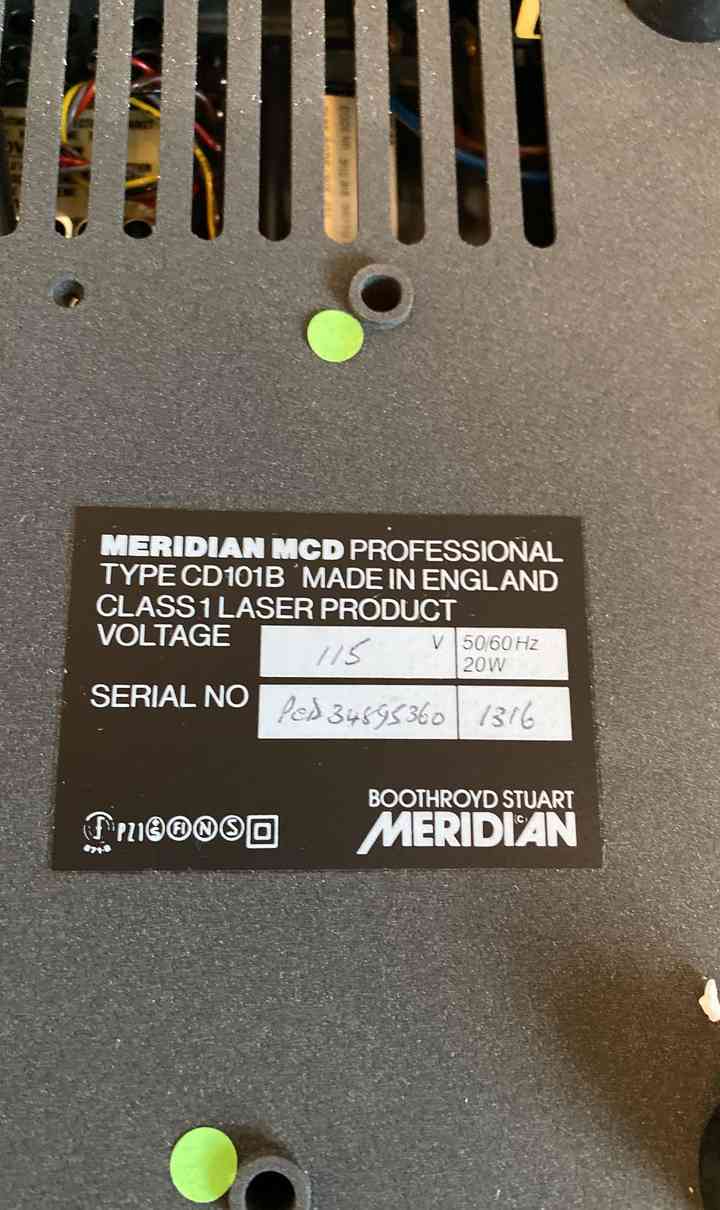 MERIDIAN MCD PROFESSIONAL
TYPE CD101B MADE IN ENGLAND
CLASS 1 LASER PRODUCT
VOLTAGE 115 V 50/60 Hz
20W
SERIAL NO PCD 34595360 1316
BOOTHROYD STUART
MERIDIAN